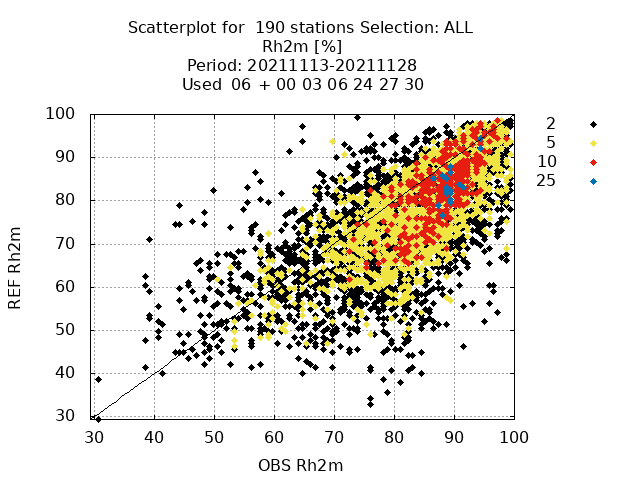 Scatterplot for 190 stations Selection: ALL
Rh2m [%]
Period: 20211113-20211128
Used 06 + 00 03 06 24 27 30
2
5
10
25
REF Rh2m
100
90
80
70
60
50
40
30
30 40 50 60 70 80 90 100
OBS Rh2m